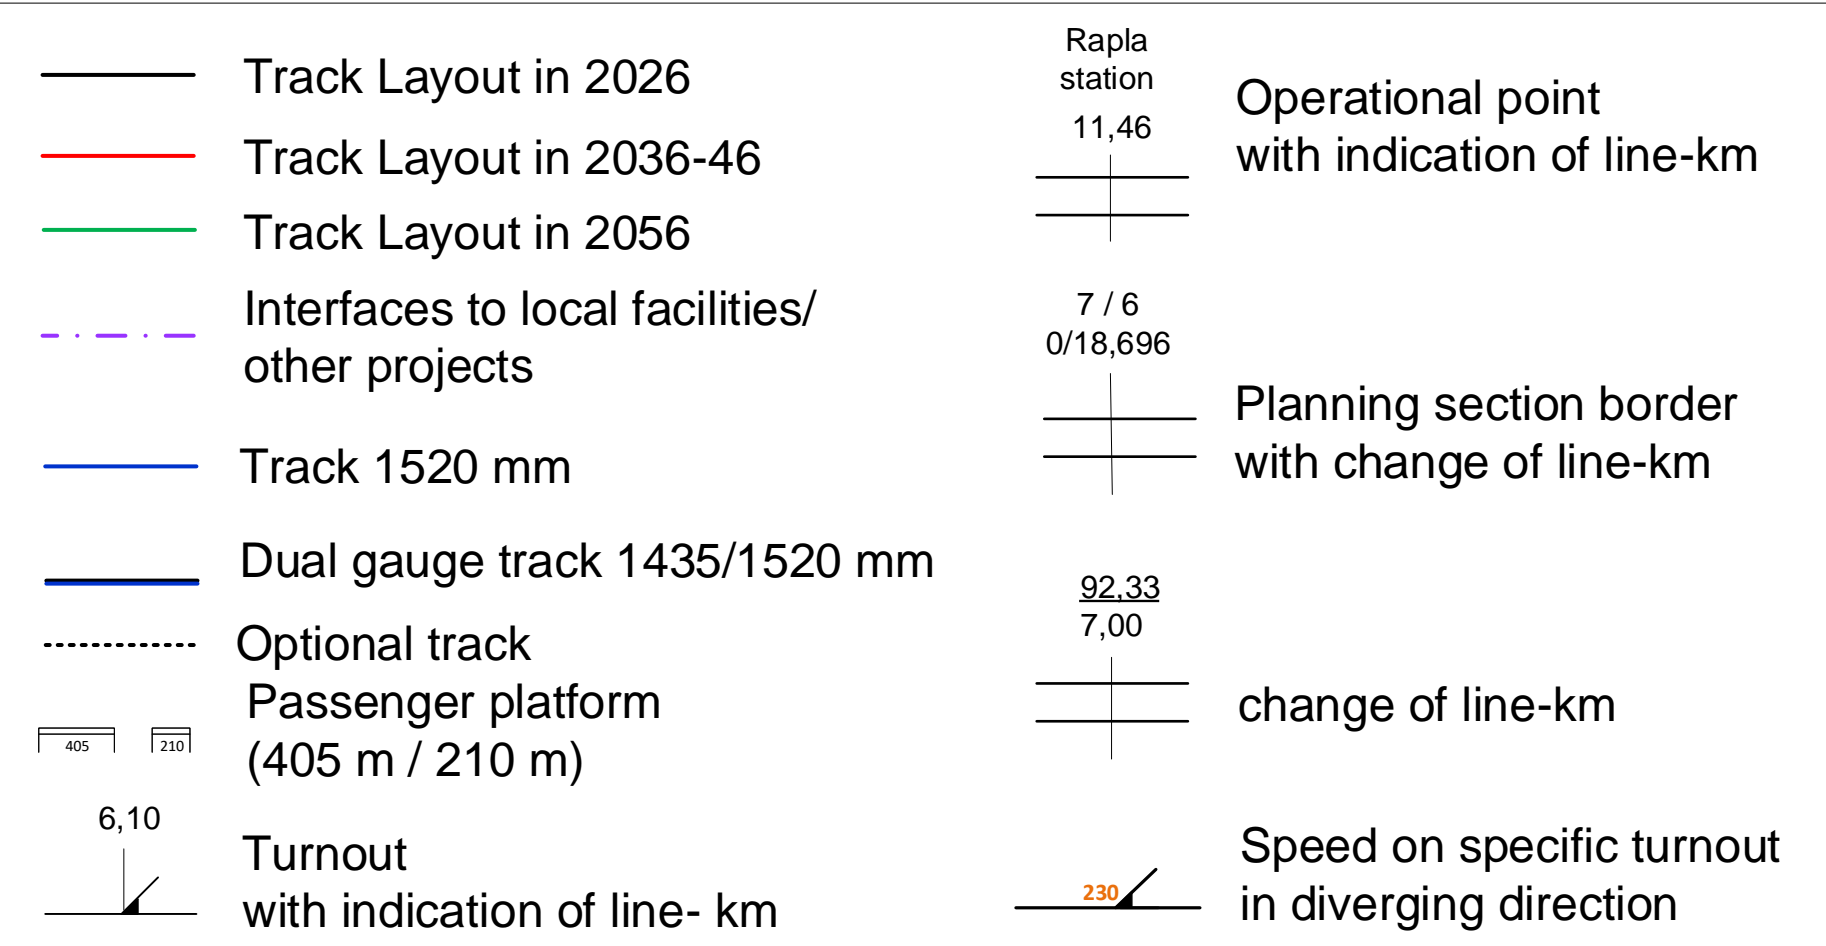 Track Layout in 2026
Track Layout in 2036-46
Track Layout in 2056
Interfaces to local facilities/
other projects
Track 1520 mm
Dual gauge track 1435/1520 mm
Optional track
405
210
Passenger platform
(405 m / 210 m)
6,10
Turnout
with indication of line- km
Rapla
station
11,46
Operational point
with indication of line-km
7 / 6
0/18,696
Planning section border
with change of line-km
92,33
7,00
change of line-km
230
Speed on specific turnout
in diverging direction